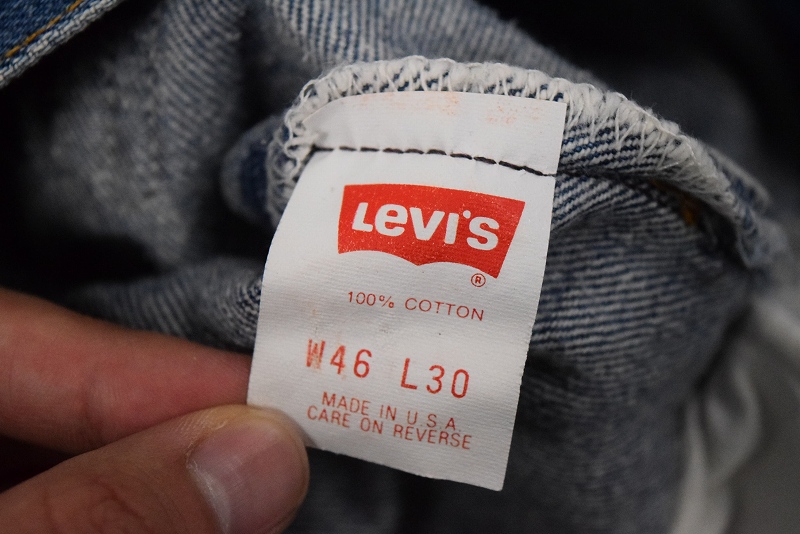 LEVI'S
®
100% COTTON
W46 L30
MADE IN U.S.A.
CARE ON REVERSE